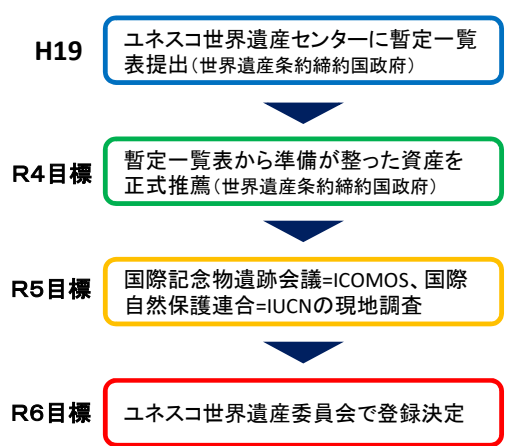 H19
ユネスコ世界遺産センターに暫定一覧
表提出(世界遺産条約締約国政府)
R4目標
暫定一覧表から準備が整った資産を
正式推薦(世界遺産条約締約国政府)
R5目標
国際記念物遺跡会議=ICOMOS、国際
自然保護連合=IUCNの現地調査
R6目標
ユネスコ世界遺産委員会で登録決定